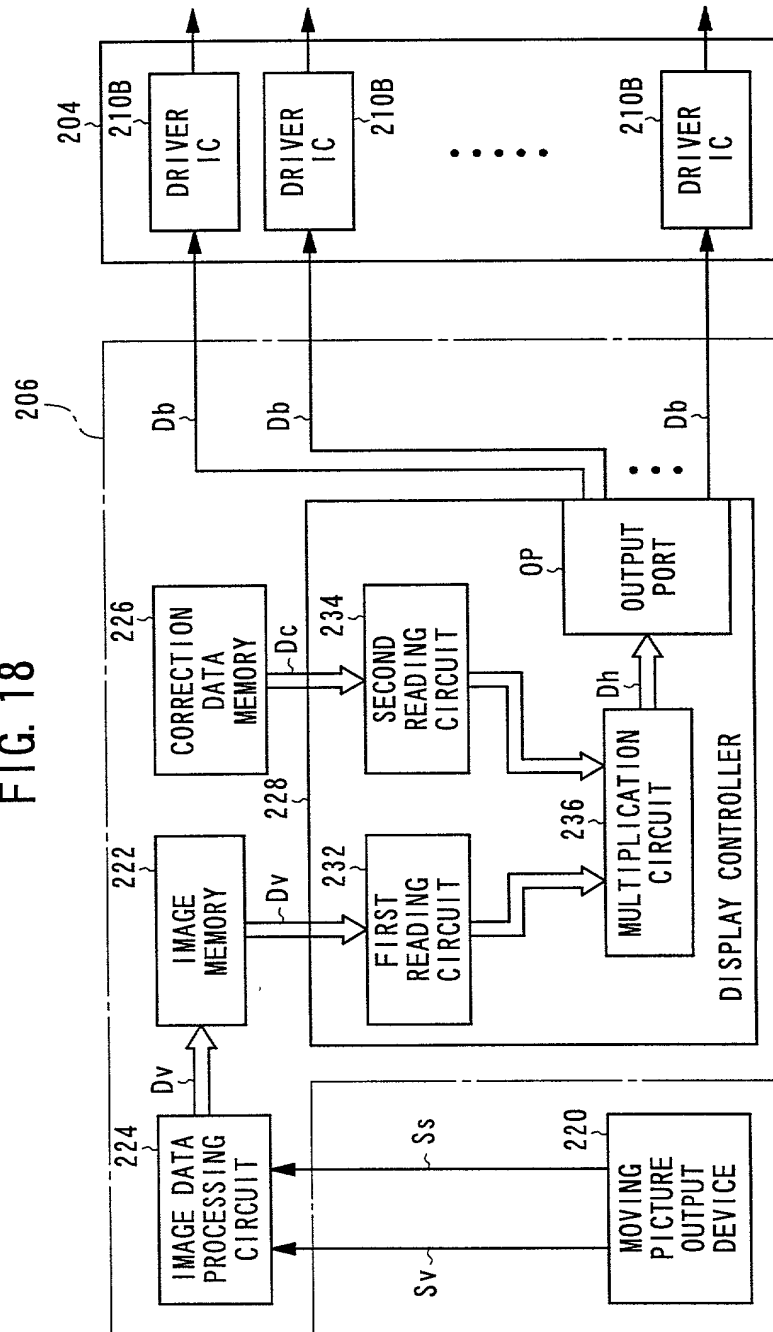 FIG. 18
206
204
224
IMAGE DATA
PROCESSING
CIRCUIT
Dv
222
IMAGE
MEMORY
226
CORRECTION
DATA
MEMORY
Dv
Dc
228
232
FIRST
READING
CIRCUIT
234
SECOND
READING
CIRCUIT
236
MULTIPLICATION
CIRCUIT
Dh
OP
OUTPUT
PORT
DISPLAY CONTROLLER
Sv
Ss
220
MOVING
PICTURE
OUTPUT
DEVICE
Db
Db
Db
210B
DRIVER
IC
210B
DRIVER
IC
210B
DRIVER
IC